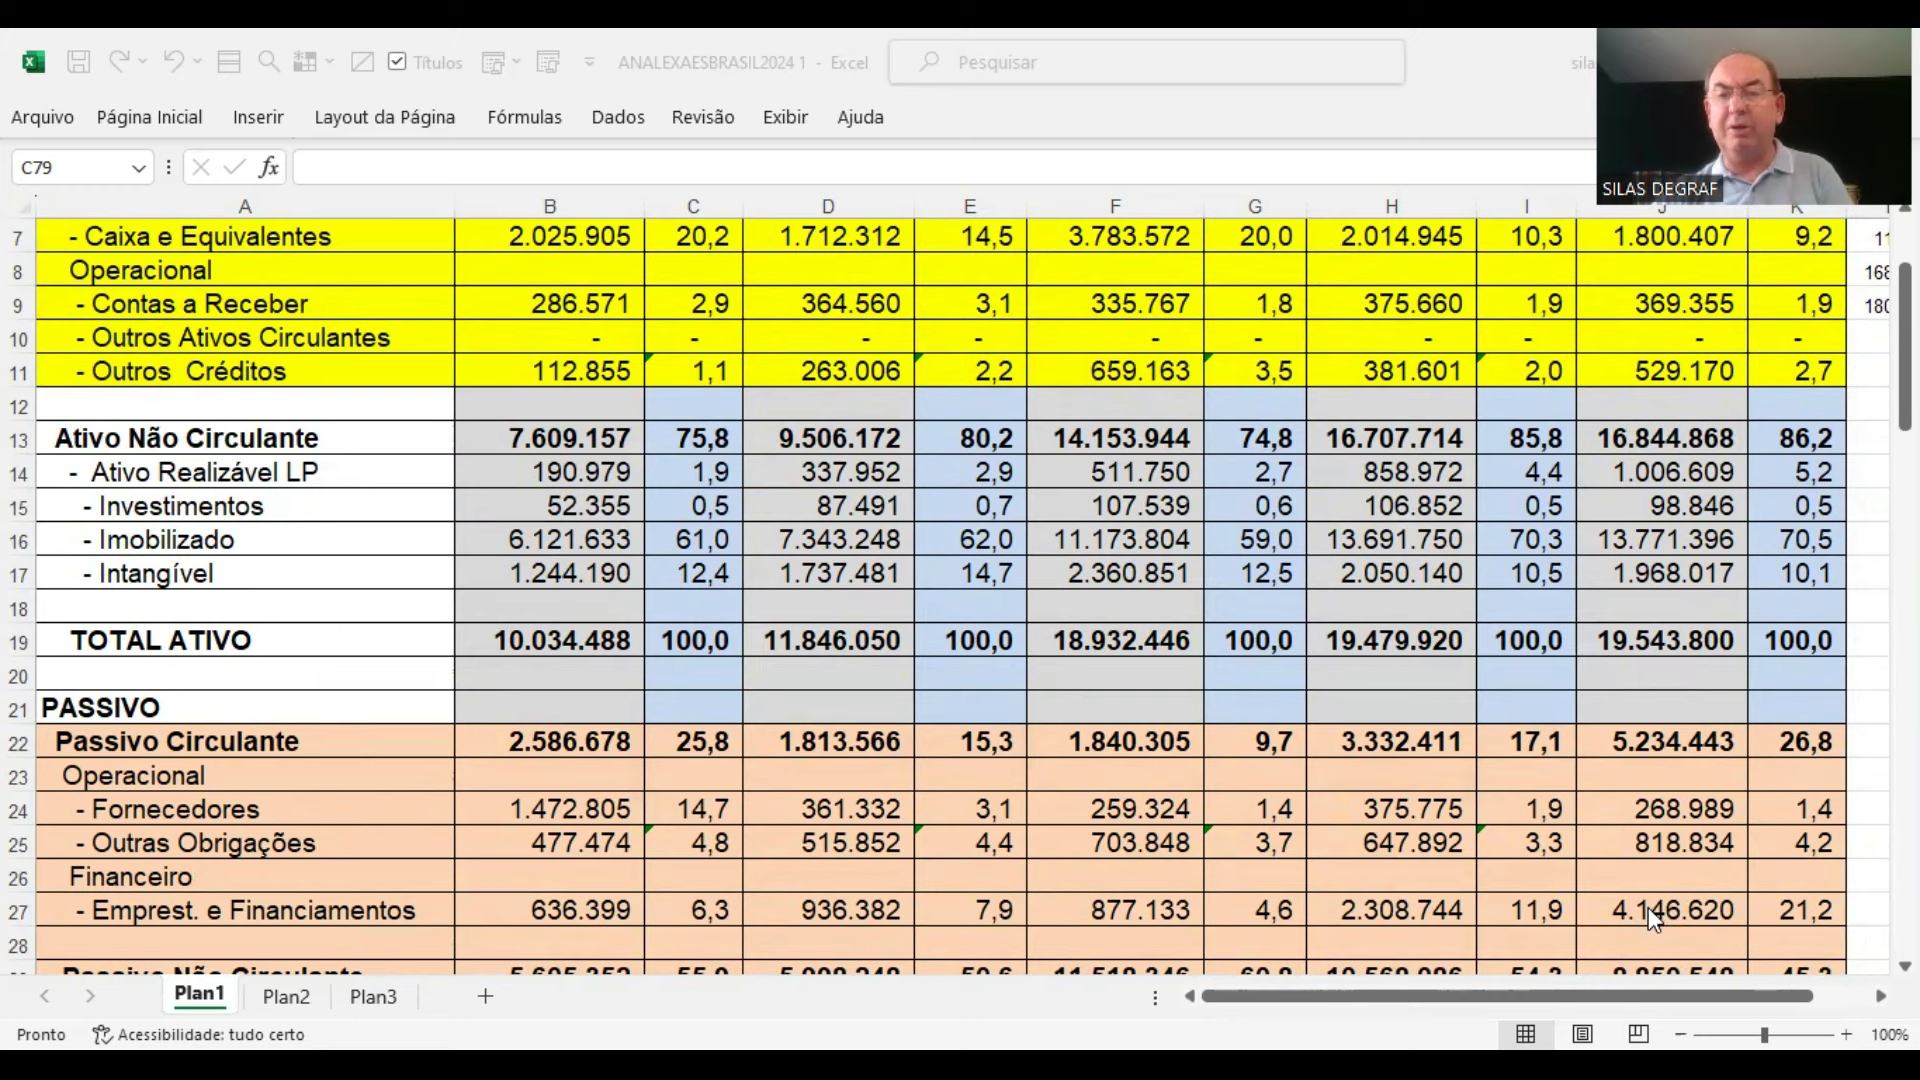 Títulos ANALEXAESBRASIL2024 1 - Excel Pesquisar sila
Arquivo Página Inicial Inserir Layout da Página Fórmulas Dados Revisão Exibir Ajuda
C79 fx
SILAS DEGRAF
A B C D E F G H I J K
7 - Caixa e Equivalentes 2.025.905 20,2 1.712.312 14,5 3.783.572 20,0 2.014.945 10,3 1.800.407 9,2 11
8 Operacional 168
9 - Contas a Receber 286.571 2,9 364.560 3,1 335.767 1,8 375.660 1,9 369.355 1,9 180
10 - Outros Ativos Circulantes - - - - - - - - - -
11 - Outros Créditos 112.855 1,1 263.006 2,2 659.163 3,5 381.601 2,0 529.170 2,7
12
13 Ativo Não Circulante 7.609.157 75,8 9.506.172 80,2 14.153.944 74,8 16.707.714 85,8 16.844.868 86,2
14 - Ativo Realizável LP 190.979 1,9 337.952 2,9 511.750 2,7 858.972 4,4 1.006.609 5,2
15 - Investimentos 52.355 0,5 87.491 0,7 107.539 0,6 106.852 0,5 98.846 0,5
16 - Imobilizado 6.121.633 61,0 7.343.248 62,0 11.173.804 59,0 13.691.750 70,3 13.771.396 70,5
17 - Intangível 1.244.190 12,4 1.737.481 14,7 2.360.851 12,5 2.050.140 10,5 1.968.017 10,1
18
19 TOTAL ATIVO 10.034.488 100,0 11.846.050 100,0 18.932.446 100,0 19.479.920 100,0 19.543.800 100,0
20
21 PASSIVO
22 Passivo Circulante 2.586.678 25,8 1.813.566 15,3 1.840.305 9,7 3.332.411 17,1 5.234.443 26,8
23 Operacional
24 - Fornecedores 1.472.805 14,7 361.332 3,1 259.324 1,4 375.775 1,9 268.989 1,4
25 - Outras Obrigações 477.474 4,8 515.852 4,4 703.848 3,7 647.892 3,3 818.834 4,2
26 Financeiro
27 - Emprest. e Financiamentos 636.399 6,3 936.382 7,9 877.133 4,6 2.308.744 11,9 4.146.620 21,2
28
Passivo Não Circulante
Plan1 Plan2 Plan3
Pronto Acessibilidade: tudo certo 100%